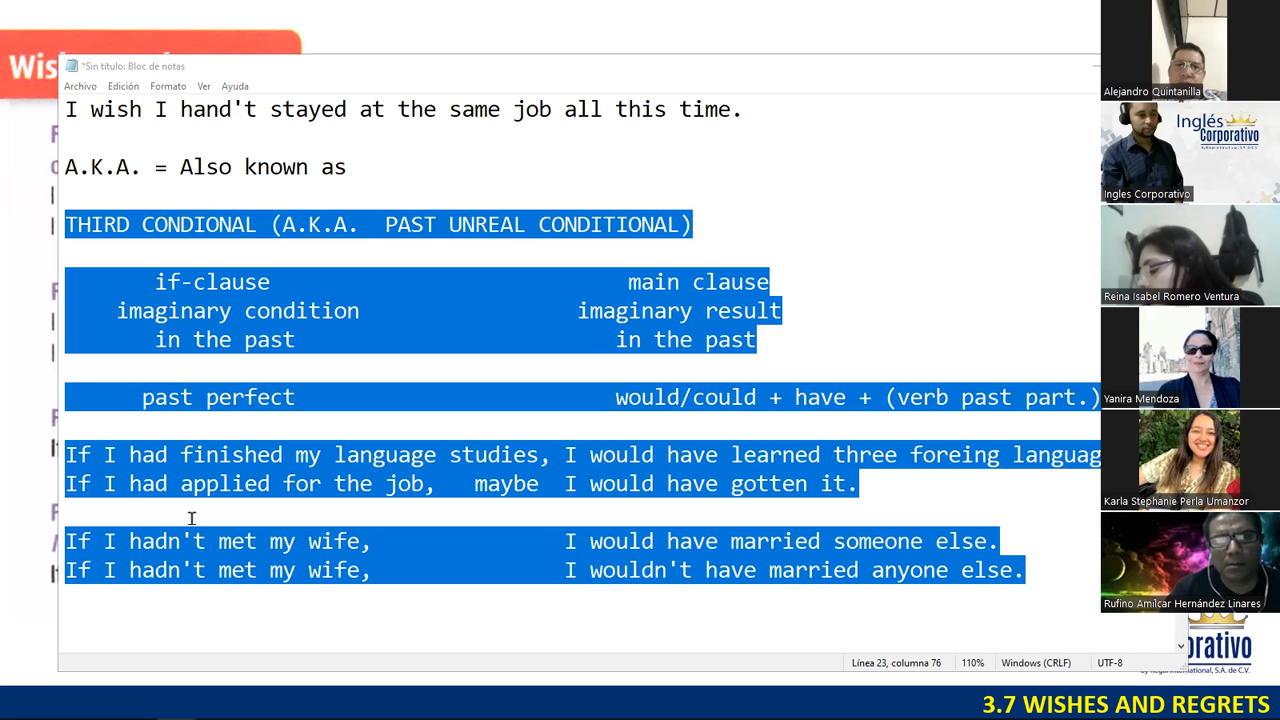 Wis
*Sin título: Bloc de notas
Archivo Edición Formato Ver Ayuda
I wish I hand't stayed at the same job all this time.
A.K.A. = Also known as
THIRD CONDIONAL (A.K.A. PAST UNREAL CONDITIONAL)
if-clause main clause
imaginary condition imaginary result
in the past in the past
past perfect would/could + have + (verb past part.)
If I had finished my language studies, I would have learned three foreing languag
If I had applied for the job, maybe I would have gotten it.
If I hadn't met my wife, I would have married someone else.
If I hadn't met my wife, I wouldn't have married anyone else.
Línea 23, columna 76 110% Windows (CRLF) UTF-8
Alejandro Quintanilla
Inglés
Corporativo
Ingles Corporativo
Reina Isabel Romero Ventura
Yanira Mendoza
Karla Stephanie Perla Umanzor
Rufino Amílcar Hernández Linares
orativo
3.7 WISHES AND REGRETS